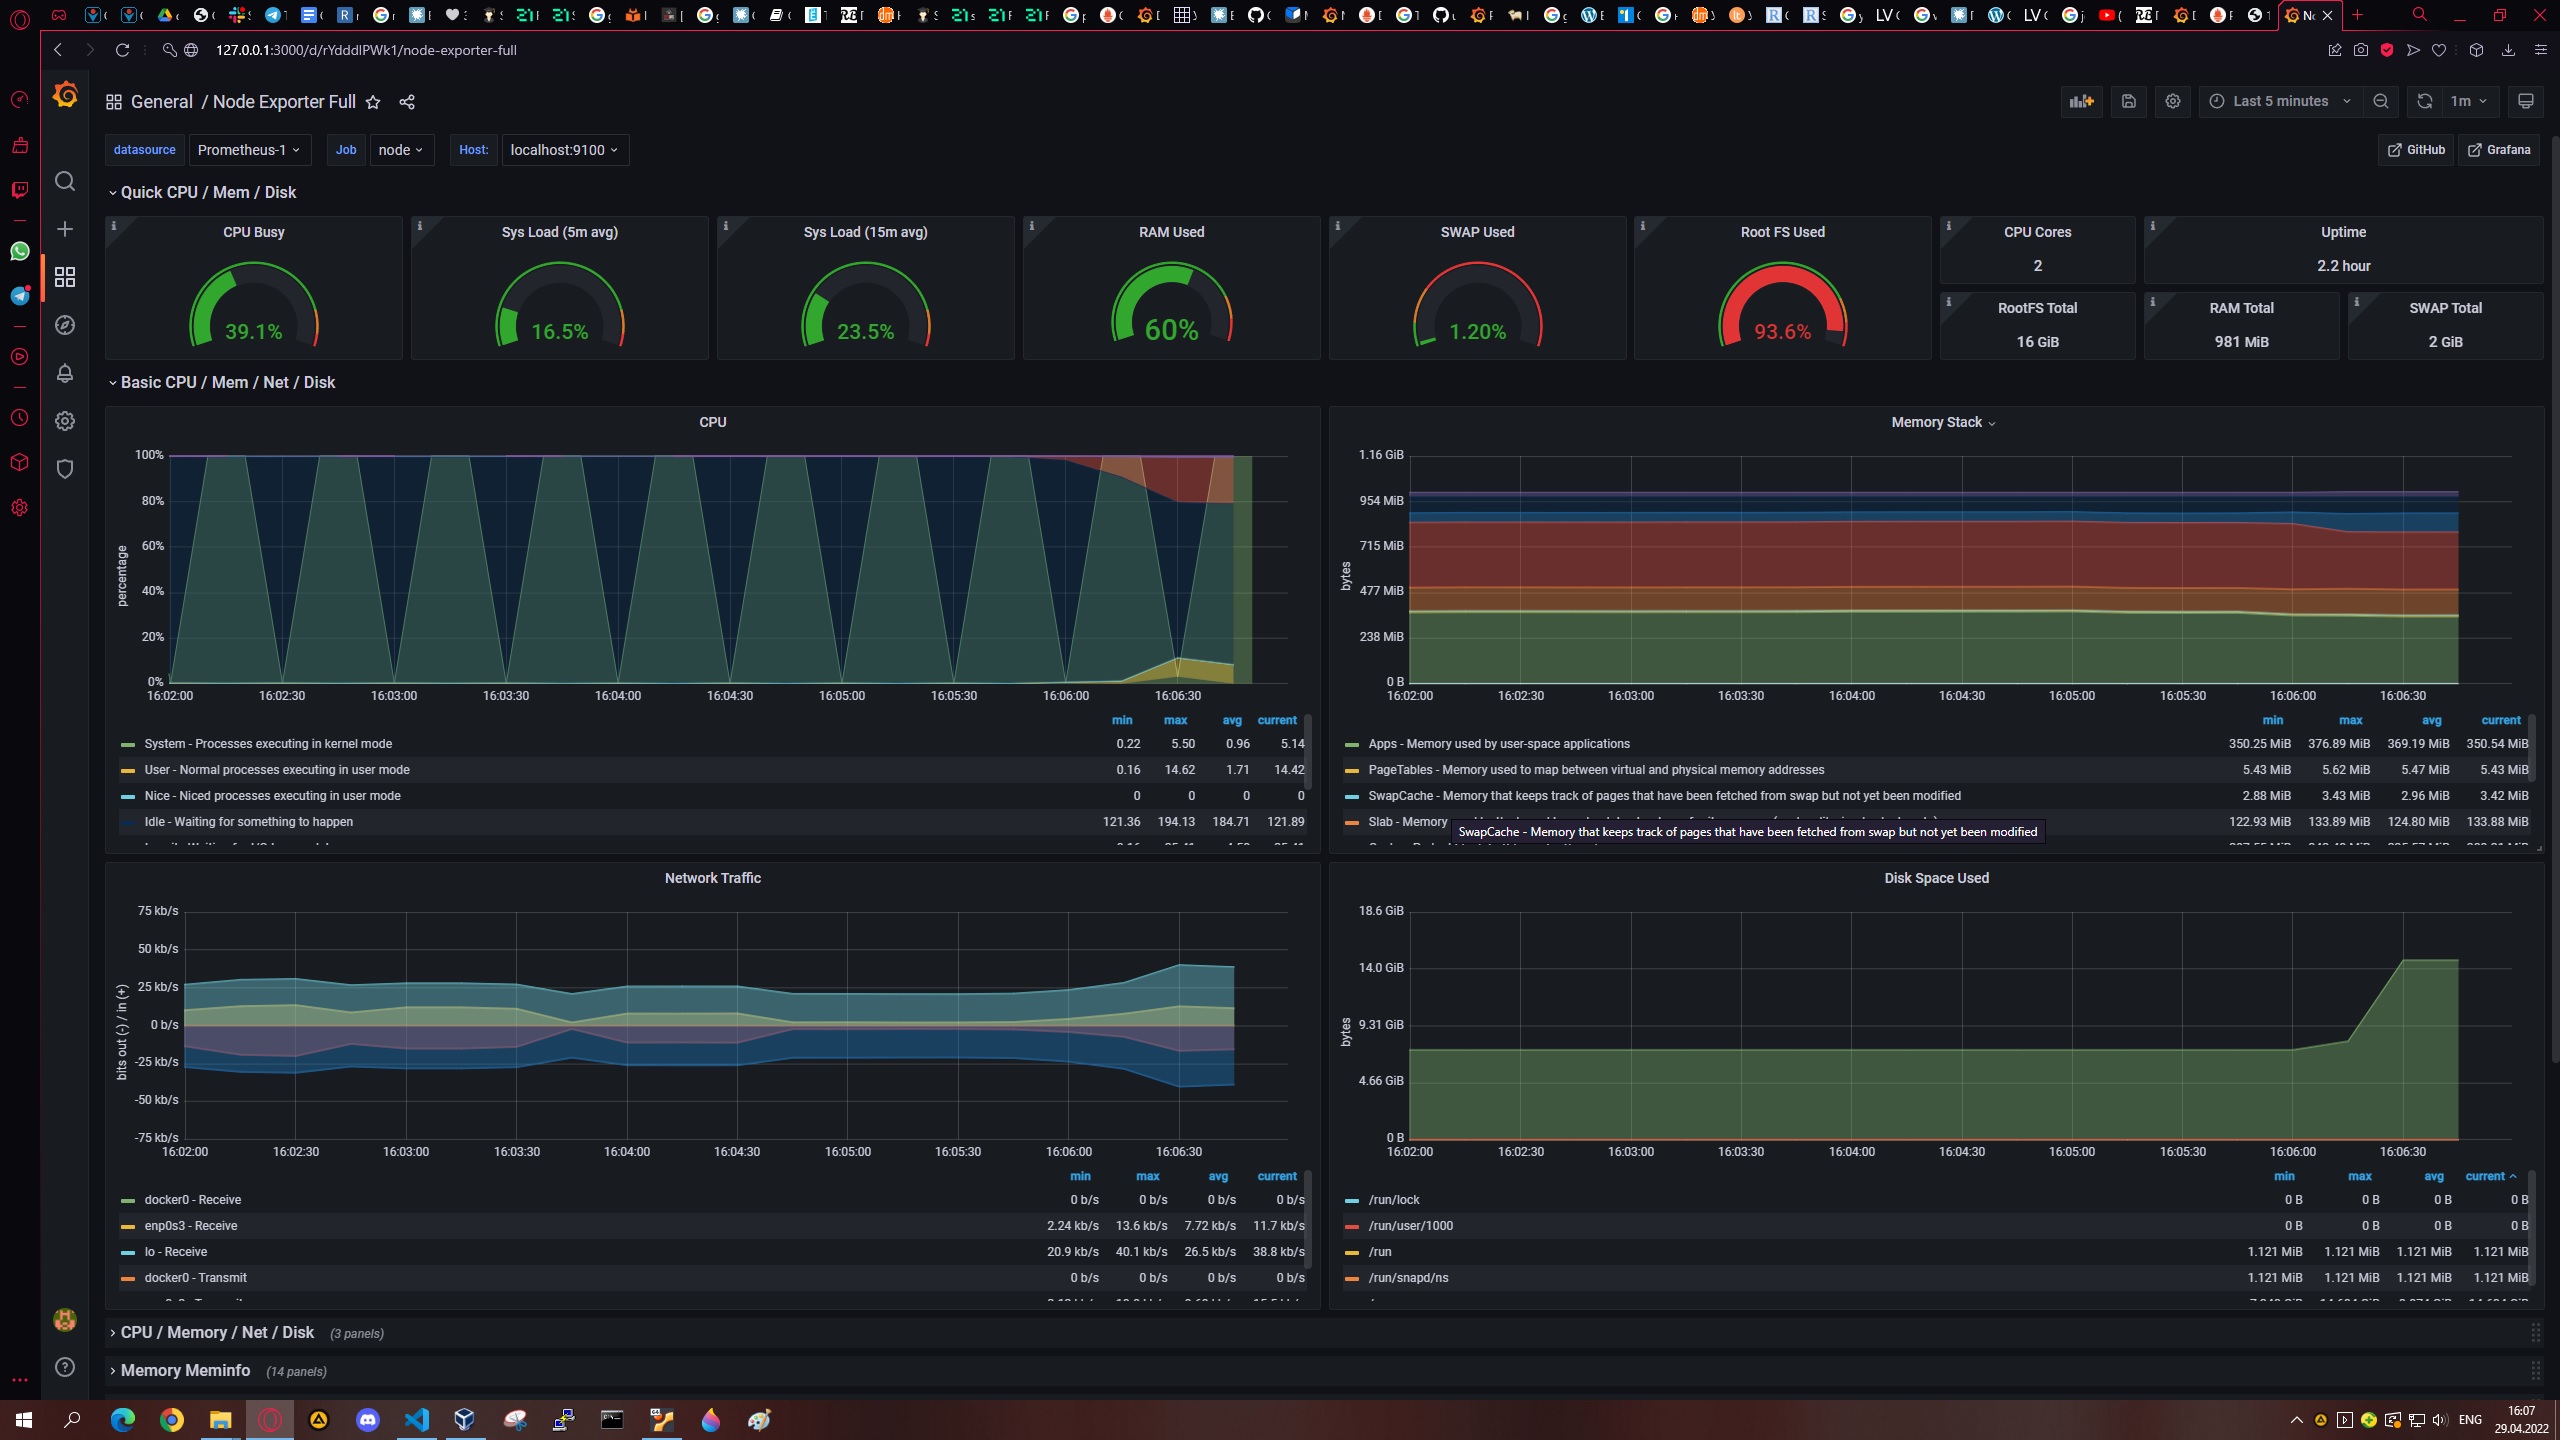 127.0.0.1:3000/d/rYdddlPWk1/node-exporter-full
General / Node Exporter Full
Last 5 minutes
1m
datasource Prometheus-1 Job node Host: localhost:9100
GitHub Grafana
Quick CPU / Mem / Disk
CPU Busy
39.1%
Sys Load (5m avg)
16.5%
Sys Load (15m avg)
23.5%
RAM Used
60%
SWAP Used
1.20%
Root FS Used
93.6%
CPU Cores
2
Uptime
2.2 hour
RootFS Total
16 GiB
RAM Total
981 MiB
SWAP Total
2 GiB
Basic CPU / Mem / Net / Disk
CPU
percentage
100%
80%
60%
40%
20%
0%
16:02:00 16:02:30 16:03:00 16:03:30 16:04:00 16:04:30 16:05:00 16:05:30 16:06:00 16:06:30
min max avg current
System - Processes executing in kernel mode 0.22 5.50 0.96 5.14
User - Normal processes executing in user mode 0.16 14.62 1.71 14.42
Nice - Niced processes executing in user mode 0 0 0 0
Idle - Waiting for something to happen 121.36 194.13 184.71 121.89
Memory Stack
bytes
1.16 GiB
954 MiB
715 MiB
477 MiB
238 MiB
0 B
16:02:00 16:02:30 16:03:00 16:03:30 16:04:00 16:04:30 16:05:00 16:05:30 16:06:00 16:06:30
min max avg current
Apps - Memory used by user-space applications 350.25 MiB 376.89 MiB 369.19 MiB 350.54 MiB
PageTables - Memory used to map between virtual and physical memory addresses 5.43 MiB 5.62 MiB 5.47 MiB 5.43 MiB
SwapCache - Memory that keeps track of pages that have been fetched from swap but not yet been modified 2.88 MiB 3.43 MiB 2.96 MiB 3.42 MiB
Slab - Memory 122.93 MiB 133.89 MiB 124.80 MiB 133.88 MiB
SwapCache - Memory that keeps track of pages that have been fetched from swap but not yet been modified
Network Traffic
bits out (-) / in (+)
75 kb/s
50 kb/s
25 kb/s
0 b/s
-25 kb/s
-50 kb/s
-75 kb/s
16:02:00 16:02:30 16:03:00 16:03:30 16:04:00 16:04:30 16:05:00 16:05:30 16:06:00 16:06:30
min max avg current
docker0 - Receive 0 b/s 0 b/s 0 b/s 0 b/s
enp0s3 - Receive 2.24 kb/s 13.6 kb/s 7.72 kb/s 11.7 kb/s
lo - Receive 20.9 kb/s 40.1 kb/s 26.5 kb/s 38.8 kb/s
docker0 - Transmit 0 b/s 0 b/s 0 b/s 0 b/s
Disk Space Used
bytes
18.6 GiB
14.0 GiB
9.31 GiB
4.66 GiB
0 B
16:02:00 16:02:30 16:03:00 16:03:30 16:04:00 16:04:30 16:05:00 16:05:30 16:06:00 16:06:30
min max avg current
/run/lock 0 B 0 B 0 B 0 B
/run/user/1000 0 B 0 B 0 B 0 B
/run 1.121 MiB 1.121 MiB 1.121 MiB 1.121 MiB
/run/snapd/ns 1.121 MiB 1.121 MiB 1.121 MiB 1.121 MiB
CPU / Memory / Net / Disk (3 panels)
Memory Meminfo (14 panels)
ENG
16:07
29.04.2022